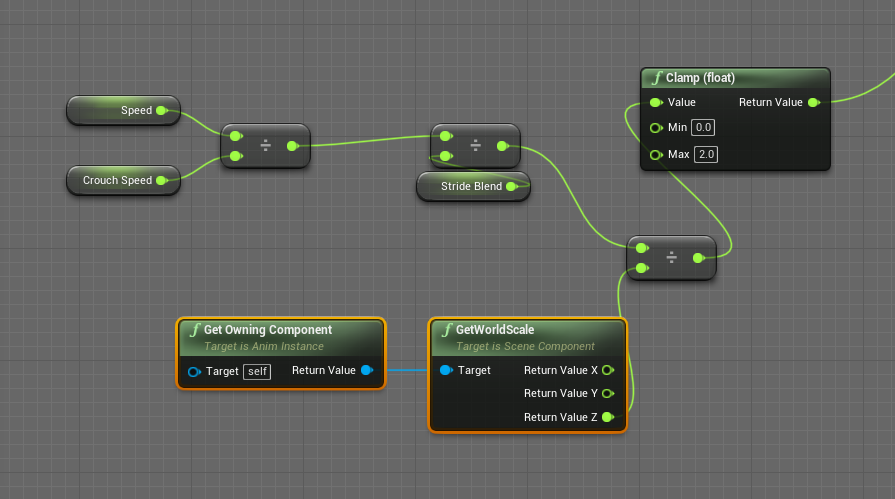 Speed
Crouch Speed
÷
÷
Stride Blend
f Clamp (float)
Value Return Value
Min 0.0
Max 2.0
÷
f Get Owning Component
Target is Anim Instance
Target self Return Value
f GetWorldScale
Target is Scene Component
Target Return Value X
Return Value Y
Return Value Z